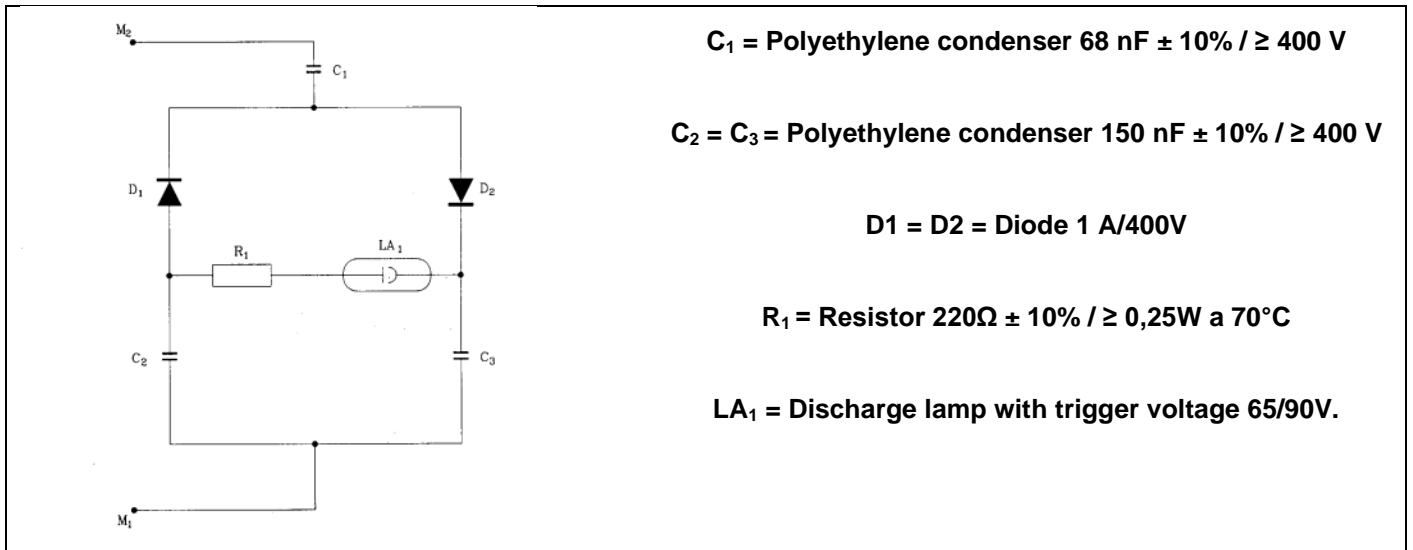 M₂
C₁
D₁
D₂
R₁
LA₁
C₂
C₃
M₁
C₁ = Polyethylene condenser 68 nF ± 10% / ≥ 400 V
C₂ = C₃ = Polyethylene condenser 150 nF ± 10% / ≥ 400 V
D1 = D2 = Diode 1 A/400V
R₁ = Resistor 220Ω ± 10% / ≥ 0,25W a 70°C
LA₁ = Discharge lamp with trigger voltage 65/90V.